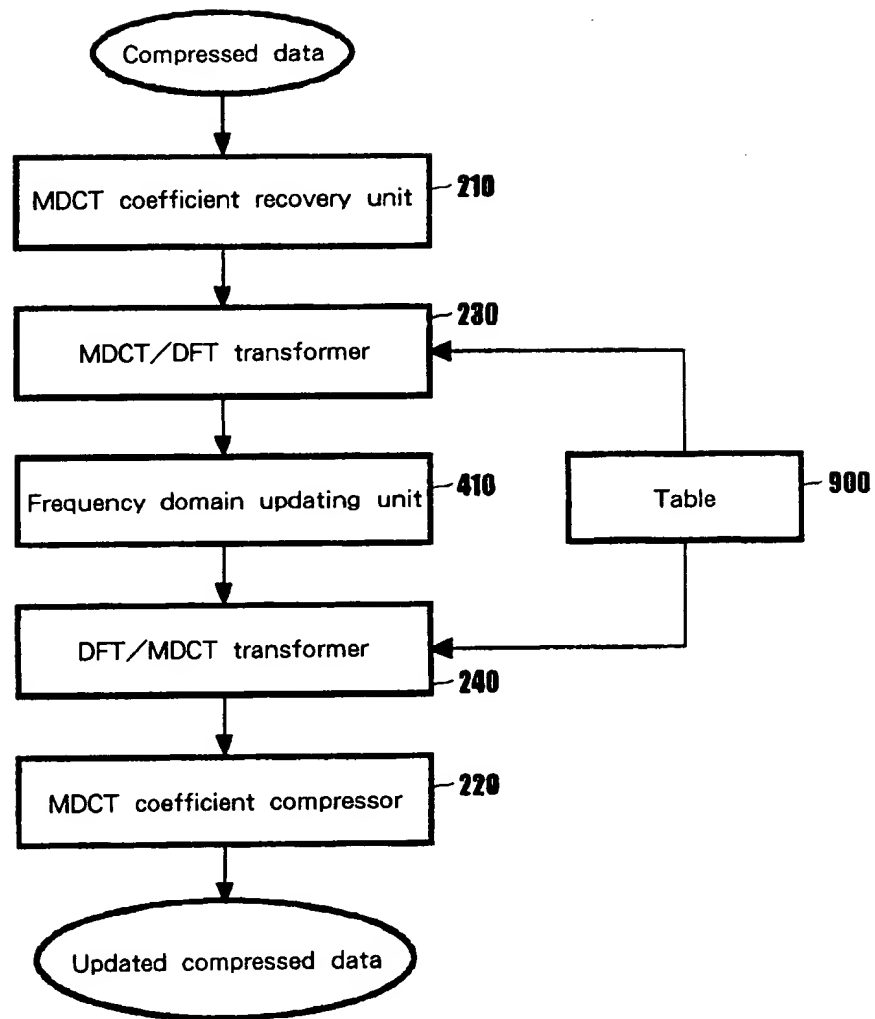 Compressed data
MDCT coefficient recovery unit
210
MDCT/DFT transformer
230
Frequency domain updating unit
410
Table
900
DFT/MDCT transformer
240
MDCT coefficient compressor
220
Updated compressed data